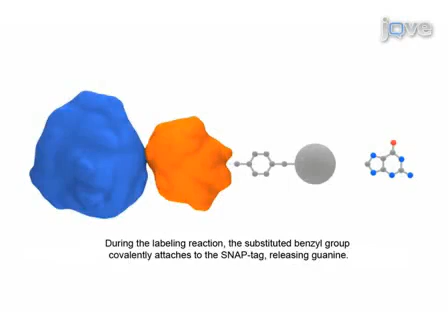 jove
During the labeling reaction, the substituted benzyl group
covalently attaches to the SNAP-tag, releasing guanine.